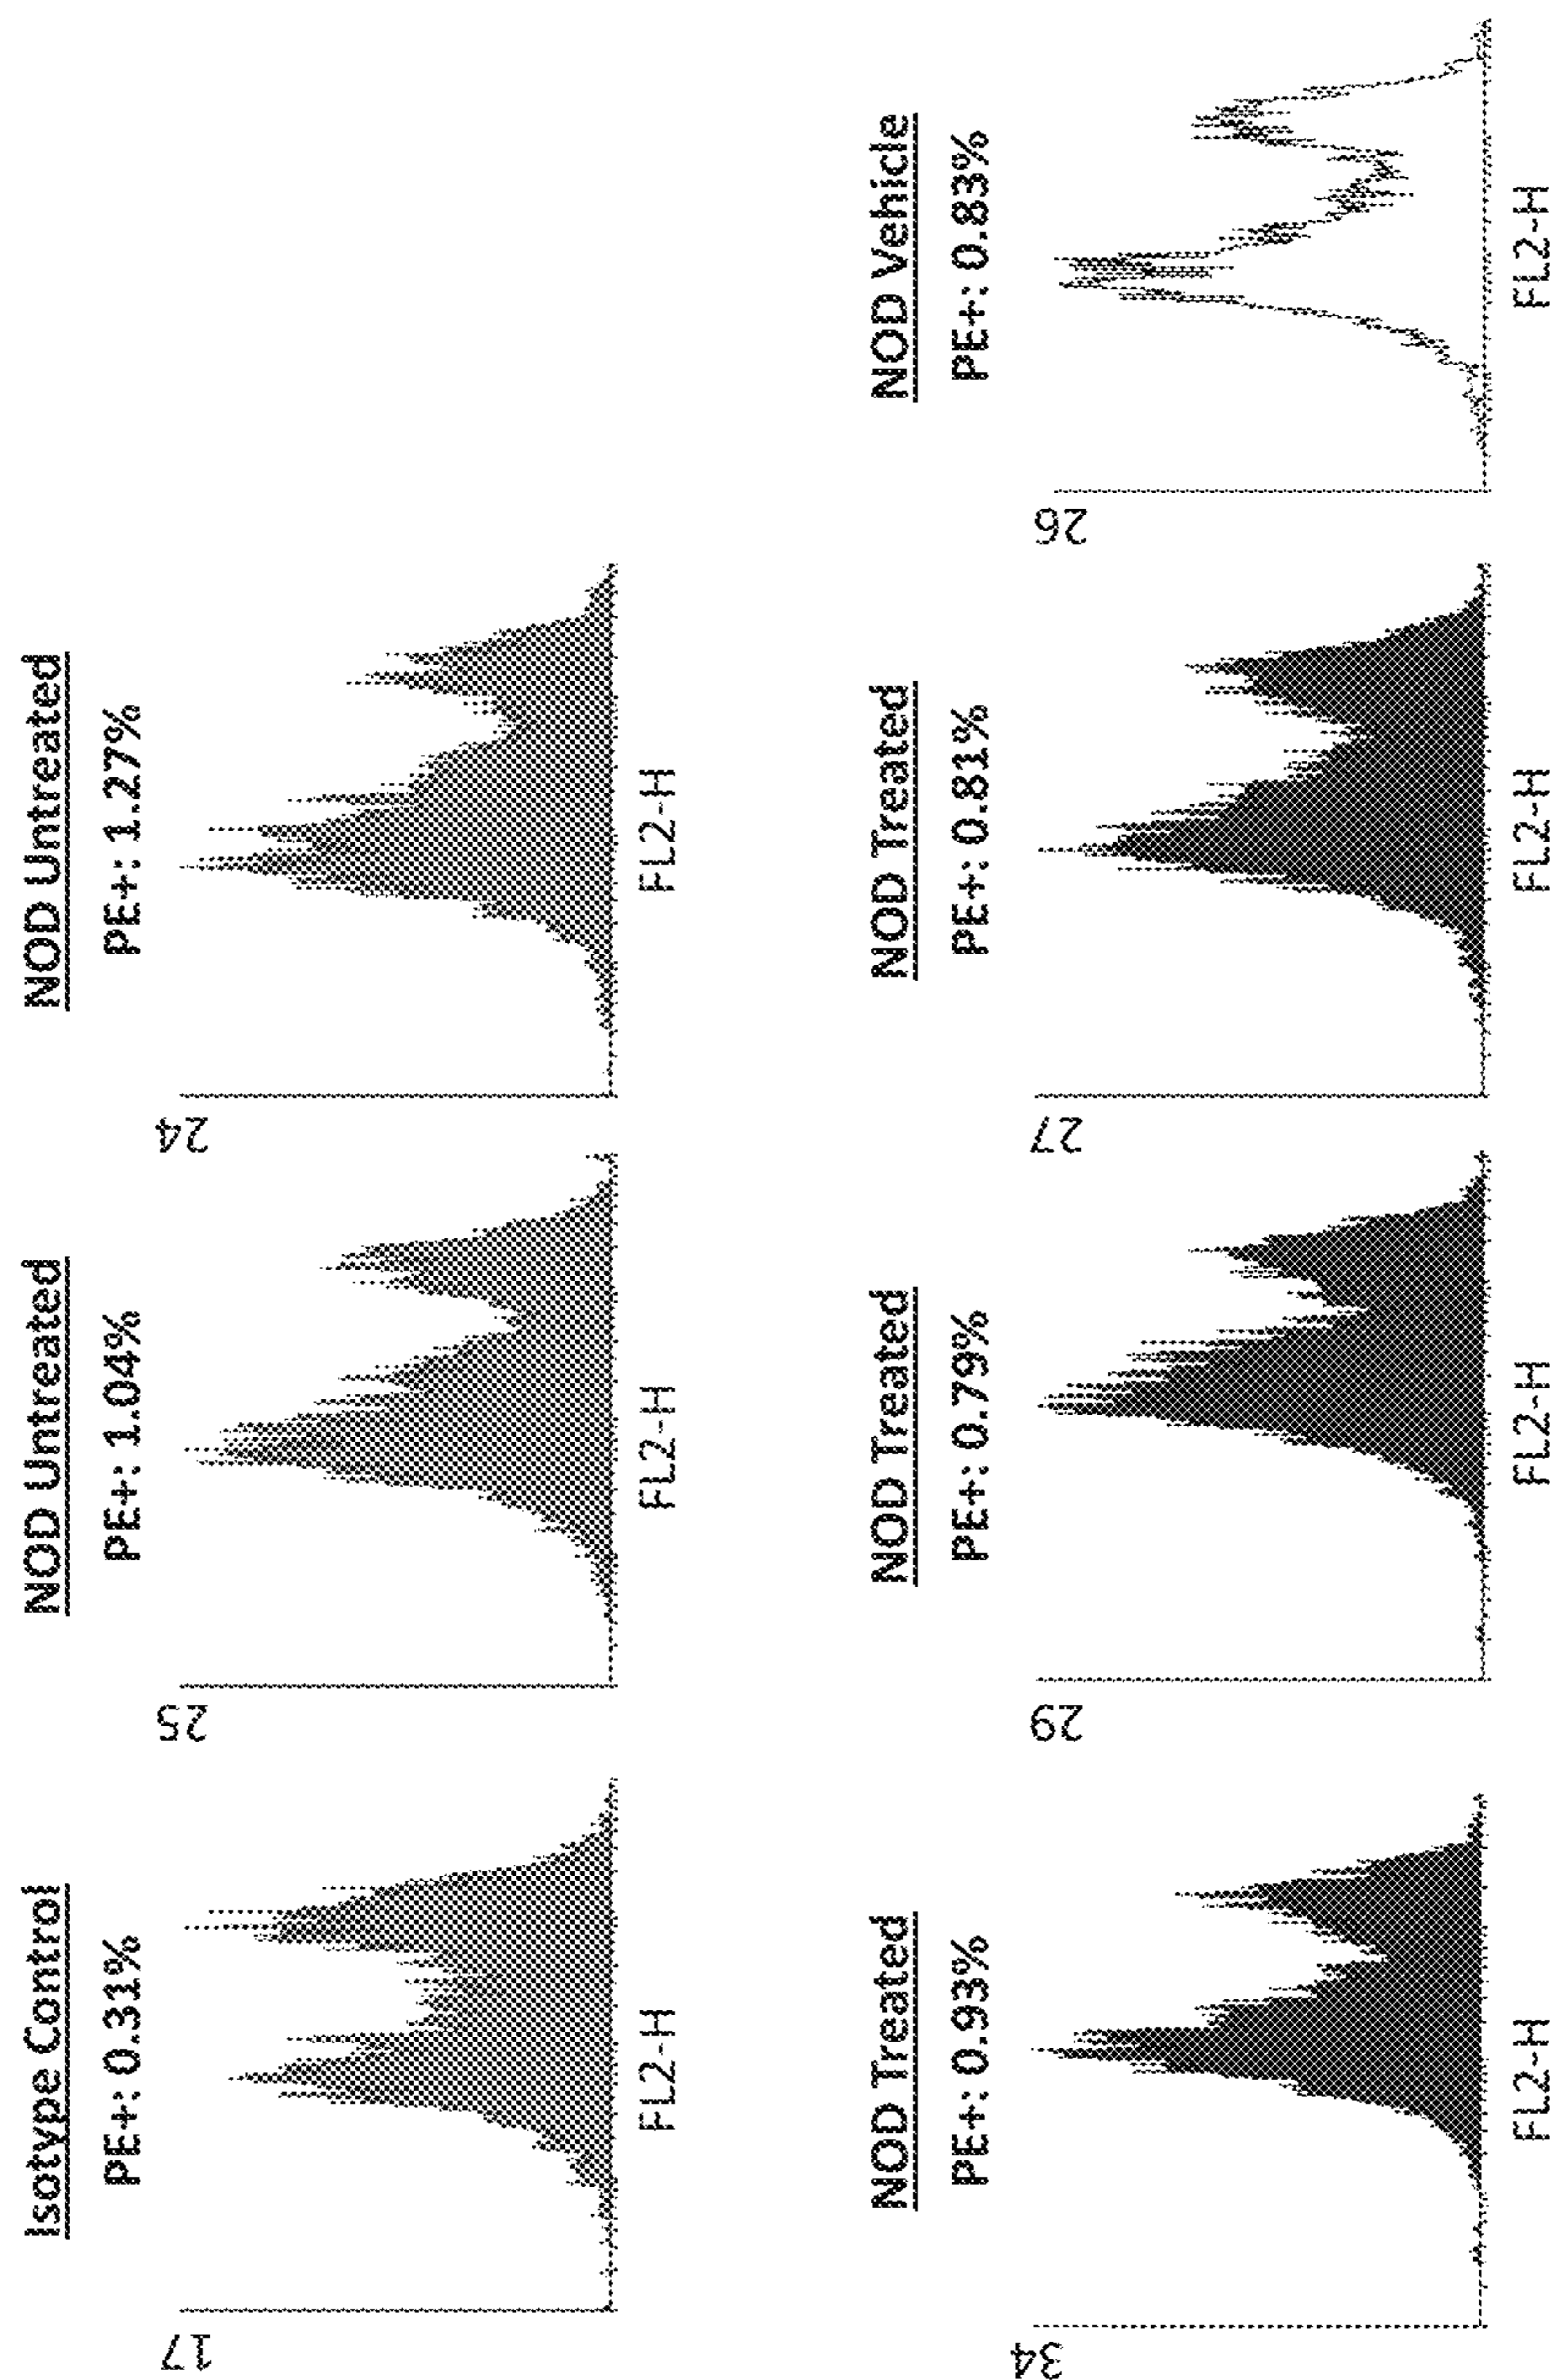 Isotype Control
PE+: 0.31%
17
FL2-H
NOD Untreated
PE+: 1.04%
25
FL2-H
NOD Untreated
PE+: 1.27%
24
FL2-H
NOD Treated
PE+: 0.93%
34
FL2-H
NOD Treated
PE+: 0.79%
29
FL2-H
NOD Treated
PE+: 0.81%
27
FL2-H
NOD Vehicle
PE+: 0.83%
26
FL2-H